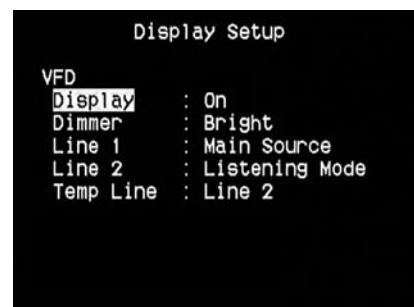 Display Setup
VFD
Display : On
Dimmer : Bright
Line 1 : Main Source
Line 2 : Listening Mode
Temp Line : Line 2